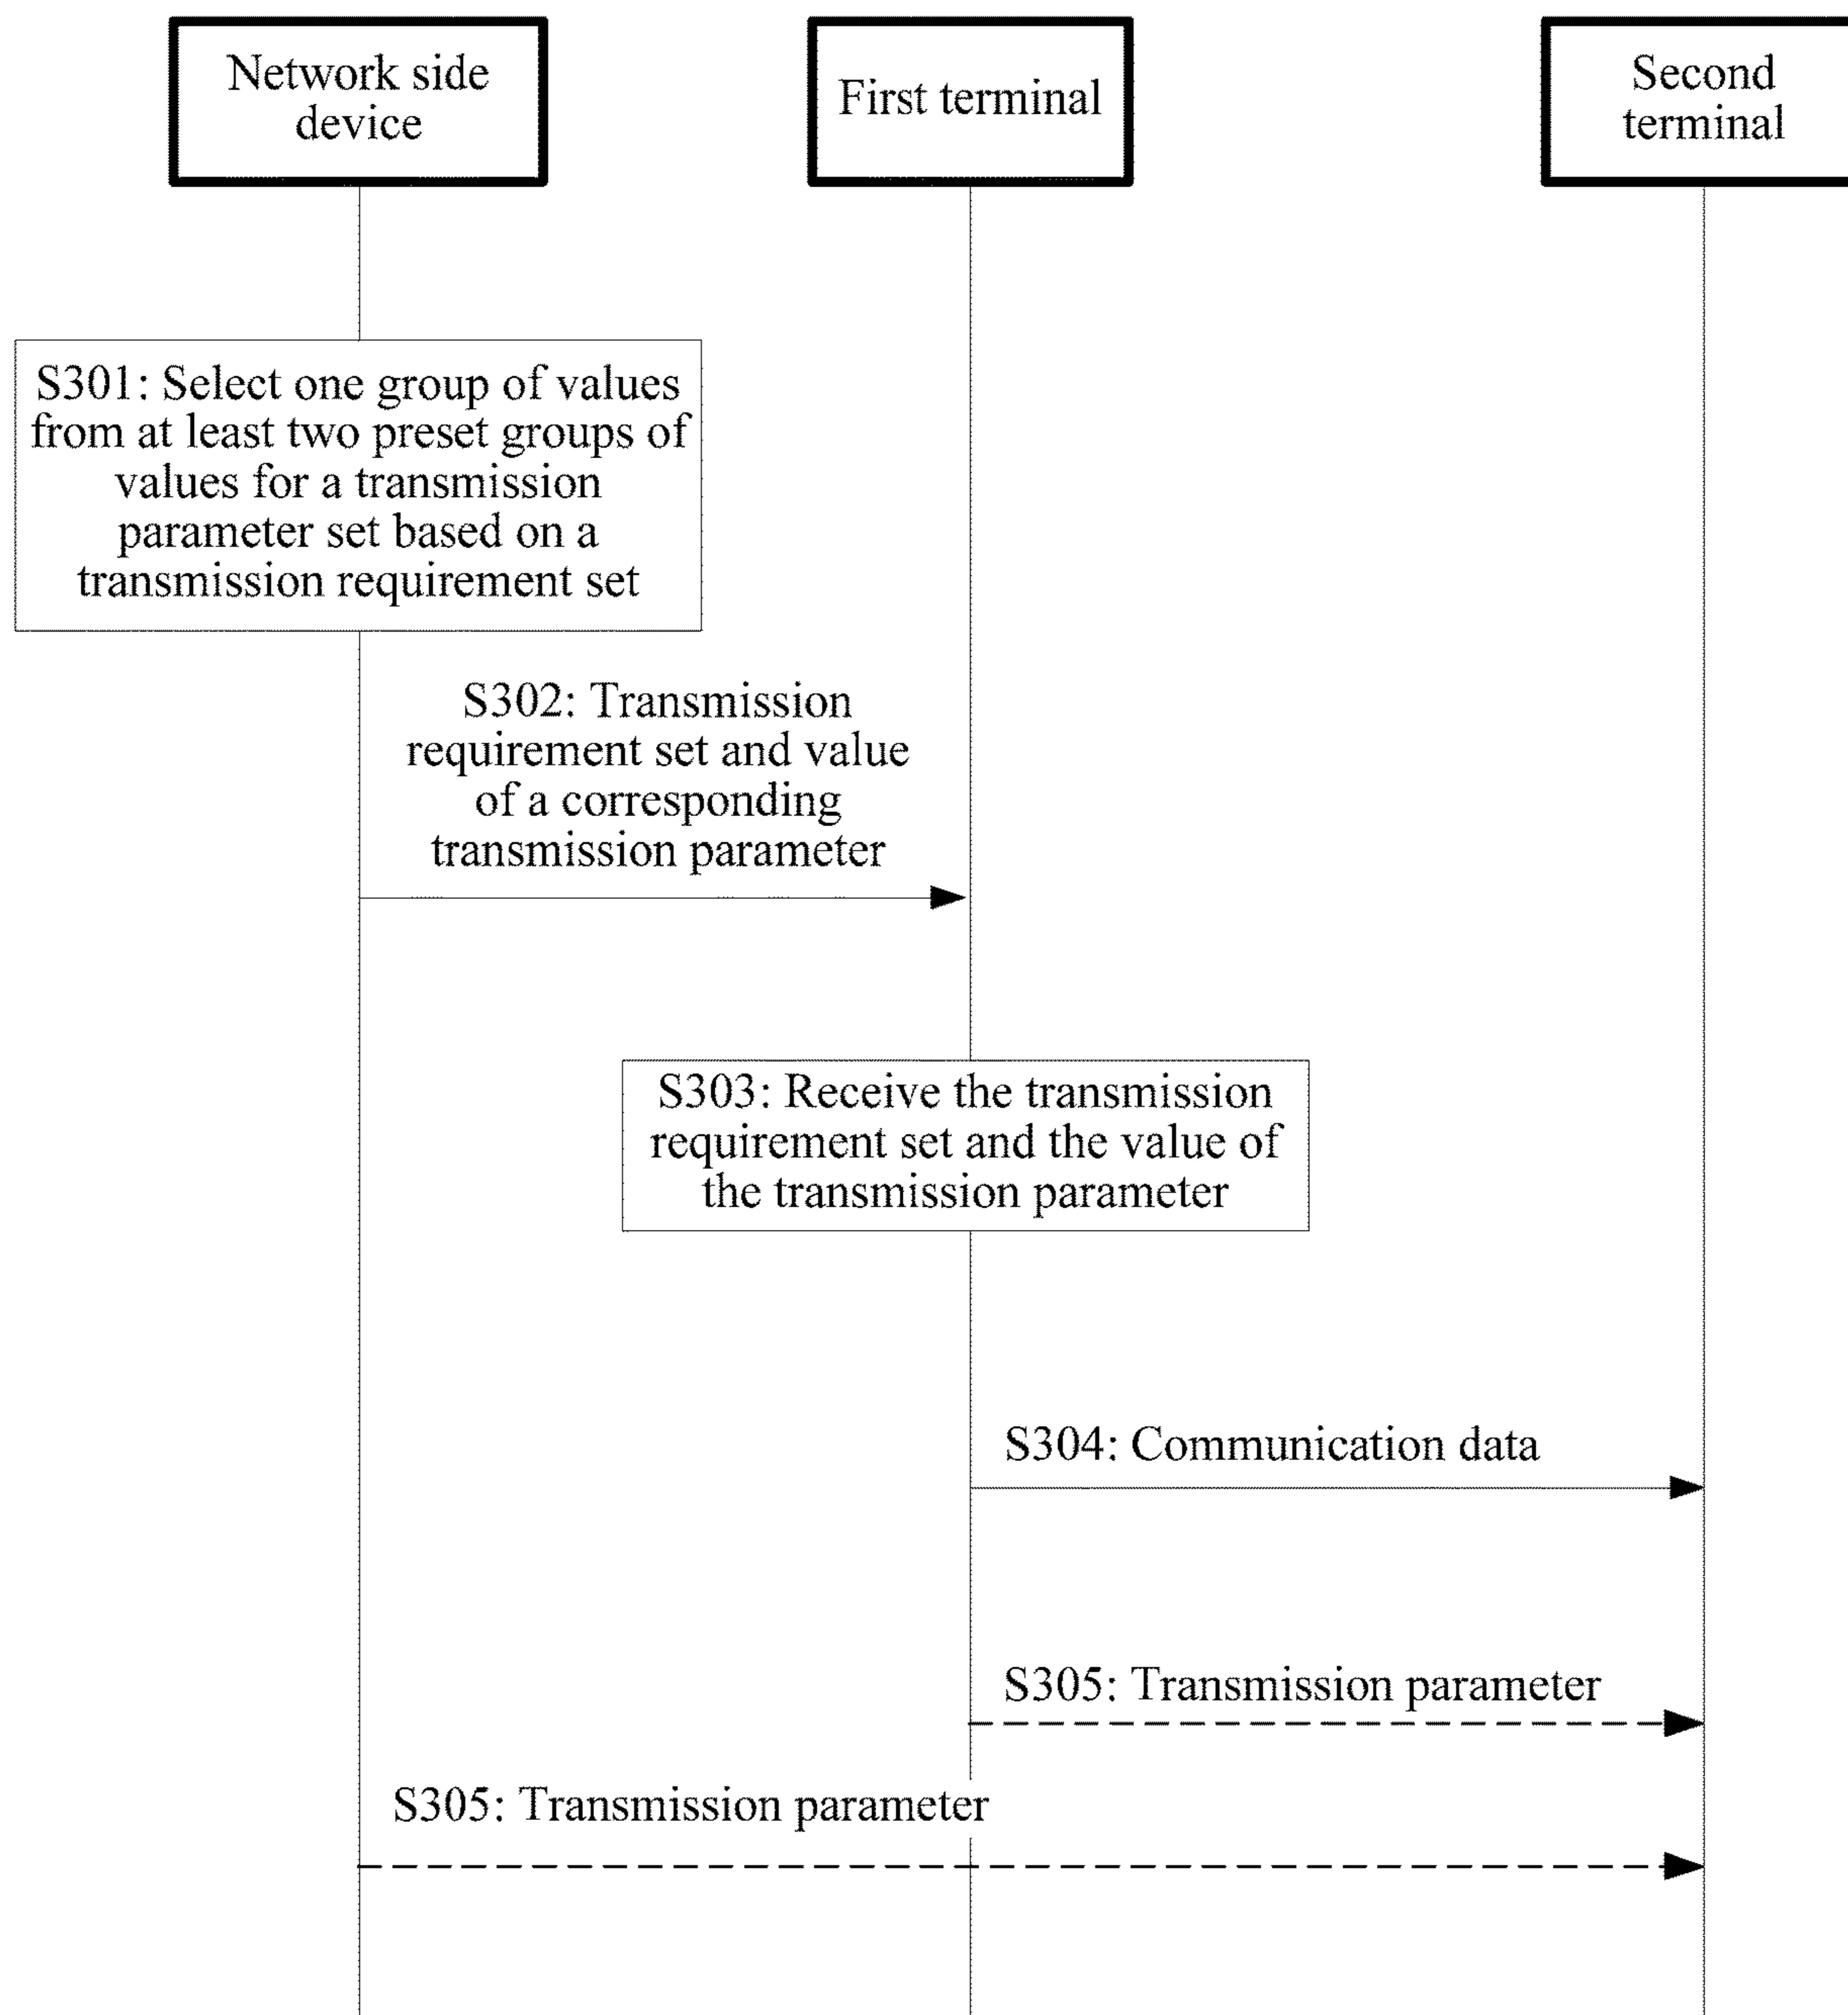 Network side
device
First terminal
Second
terminal
S301: Select one group of values
from at least two preset groups of
values for a transmission
parameter set based on a
transmission requirement set
S302: Transmission
requirement set and value
of a corresponding
transmission parameter
S303: Receive the transmission
requirement set and the value of
the transmission parameter
S304: Communication data
S305: Transmission parameter
S305: Transmission parameter